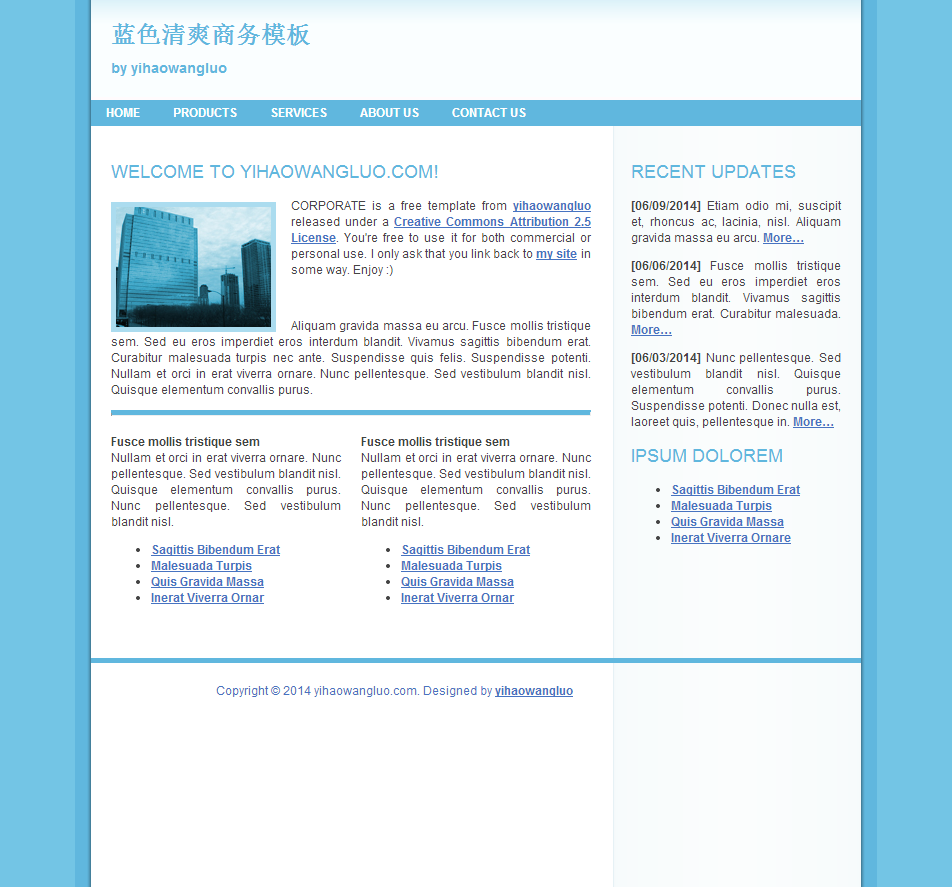 蓝色清爽商务模板
by yihaowangluo
HOME PRODUCTS SERVICES ABOUT US CONTACT US
WELCOME TO YIHAOWANGLUO.COM!
CORPORATE is a free template from yihaowangluo
released under a Creative Commons Attribution 2.5
License. You're free to use it for both commercial or
personal use. I only ask that you link back to my site in
some way. Enjoy :)
Aliquam gravida massa eu arcu. Fusce mollis tristique
sem. Sed eu eros imperdiet eros interdum blandit. Vivamus sagittis bibendum erat.
Curabitur malesuada turpis nec ante. Suspendisse quis felis. Suspendisse potenti.
Nullam et orci in erat viverra ornare. Nunc pellentesque. Sed vestibulum blandit nisl.
Quisque elementum convallis purus.
Fusce mollis tristique sem
Nullam et orci in erat viverra ornare. Nunc
pellentesque. Sed vestibulum blandit nisl.
Quisque elementum convallis purus.
Nunc pellentesque. Sed vestibulum
blandit nisl.
• Sagittis Bibendum Erat
• Malesuada Turpis
• Quis Gravida Massa
• Inerat Viverra Ornar
Fusce mollis tristique sem
Nullam et orci in erat viverra ornare. Nunc
pellentesque. Sed vestibulum blandit nisl.
Quisque elementum convallis purus.
Nunc pellentesque. Sed vestibulum
blandit nisl.
• Sagittis Bibendum Erat
• Malesuada Turpis
• Quis Gravida Massa
• Inerat Viverra Ornar
RECENT UPDATES
[06/09/2014] Etiam odio mi, suscipit
et, rhoncus ac, lacinia, nisl. Aliquam
gravida massa eu arcu. More…
[06/06/2014] Fusce mollis tristique
sem. Sed eu eros imperdiet eros
interdum blandit. Vivamus sagittis
bibendum erat. Curabitur malesuada.
More…
[06/03/2014] Nunc pellentesque. Sed
vestibulum blandit nisl. Quisque
elementum convallis purus.
Suspendisse potenti. Donec nulla est,
laoreet quis, pellentesque in. More…
IPSUM DOLOREM
• Sagittis Bibendum Erat
• Malesuada Turpis
• Quis Gravida Massa
• Inerat Viverra Ornare
Copyright © 2014 yihaowangluo.com. Designed by yihaowangluo